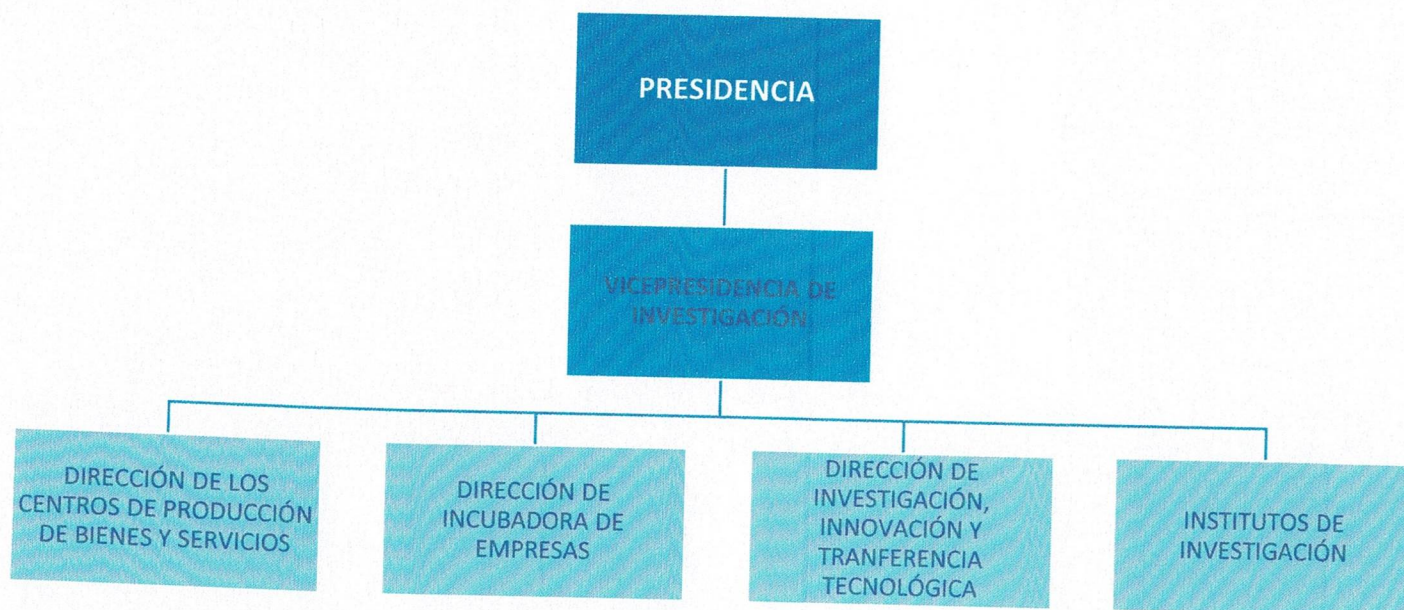 PRESIDENCIA
VICEPRESIDENCIA DE
INVESTIGACIÓN
DIRECCIÓN DE LOS
CENTROS DE PRODUCCIÓN
DE BIENES Y SERVICIOS
DIRECCIÓN DE
INCUBADORA DE
EMPRESAS
DIRECCIÓN DE
INVESTIGACIÓN,
INNOVACIÓN Y
TRANFERENCIA
TECNOLÓGICA
INSTITUTOS DE
INVESTIGACIÓN